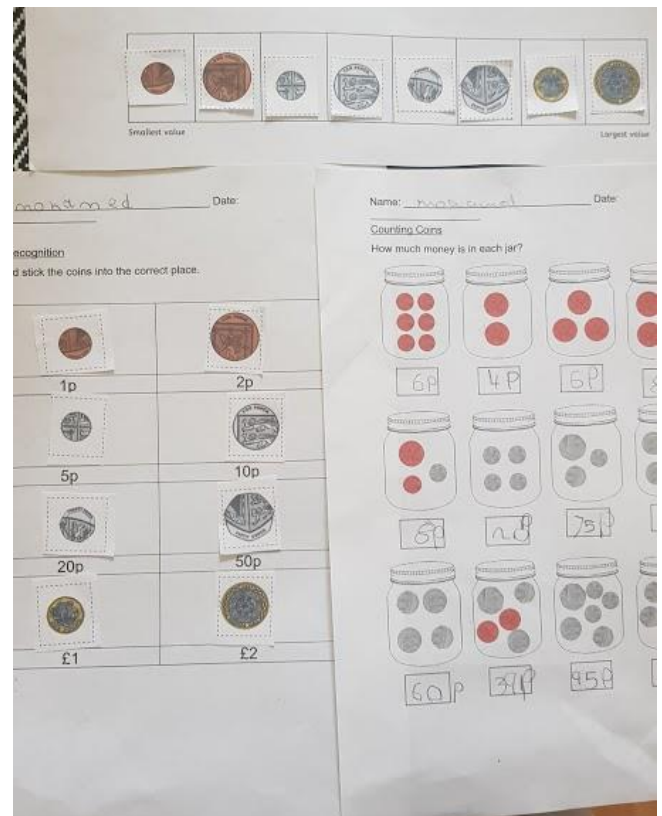 Smallest value Largest value
mohamed Date:
ecognition
d stick the coins into the correct place.
1p 2p
5p 10p
20p 50p
£1 £2
Name: Date:
Counting Coins
How much money is in each jar?
6p 4p 6p
8p 75p
60p 39p 95p